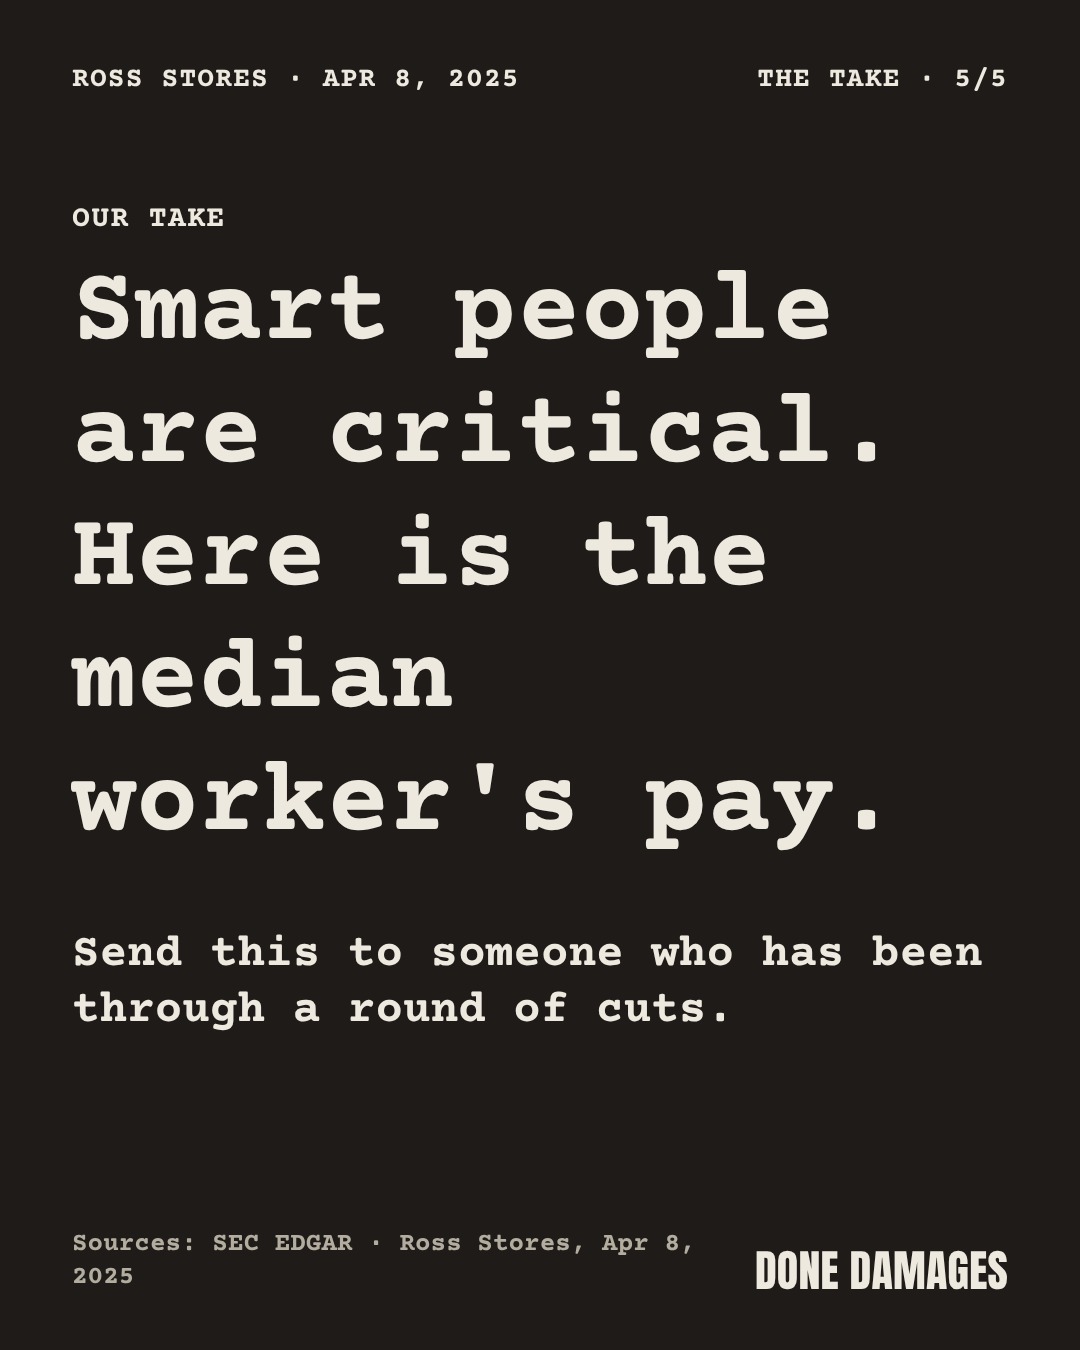 ROSS STORES · APR 8, 2025
THE TAKE · 5/5
OUR TAKE
Smart people
are critical.
Here is the
median
worker's pay.
Send this to someone who has been
through a round of cuts.
Sources: SEC EDGAR · Ross Stores, Apr 8,
2025
DONE DAMAGES